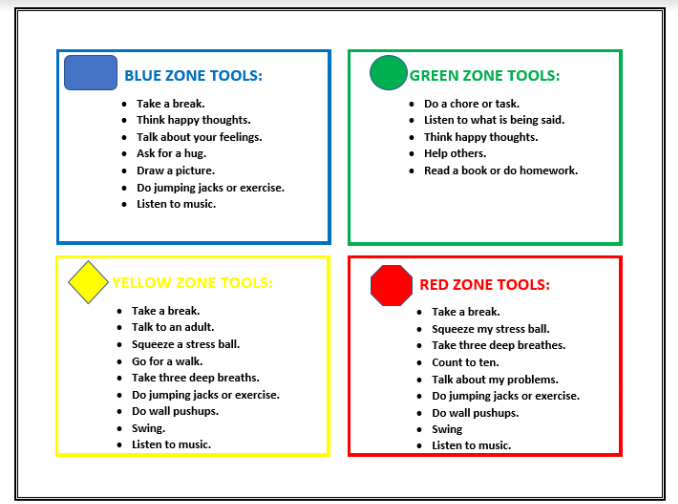 BLUE ZONE TOOLS:
• Take a break.
• Think happy thoughts.
• Talk about your feelings.
• Ask for a hug.
• Draw a picture.
• Do jumping jacks or exercise.
• Listen to music.
GREEN ZONE TOOLS:
• Do a chore or task.
• Listen to what is being said.
• Think happy thoughts.
• Help others.
• Read a book or do homework.
YELLOW ZONE TOOLS:
• Take a break.
• Talk to an adult.
• Squeeze a stress ball.
• Go for a walk.
• Take three deep breaths.
• Do jumping jacks or exercise.
• Do wall pushups.
• Swing.
• Listen to music.
RED ZONE TOOLS:
• Take a break.
• Squeeze my stress ball.
• Take three deep breathes.
• Count to ten.
• Talk about my problems.
• Do jumping jacks or exercise.
• Do wall pushups.
• Swing
• Listen to music.